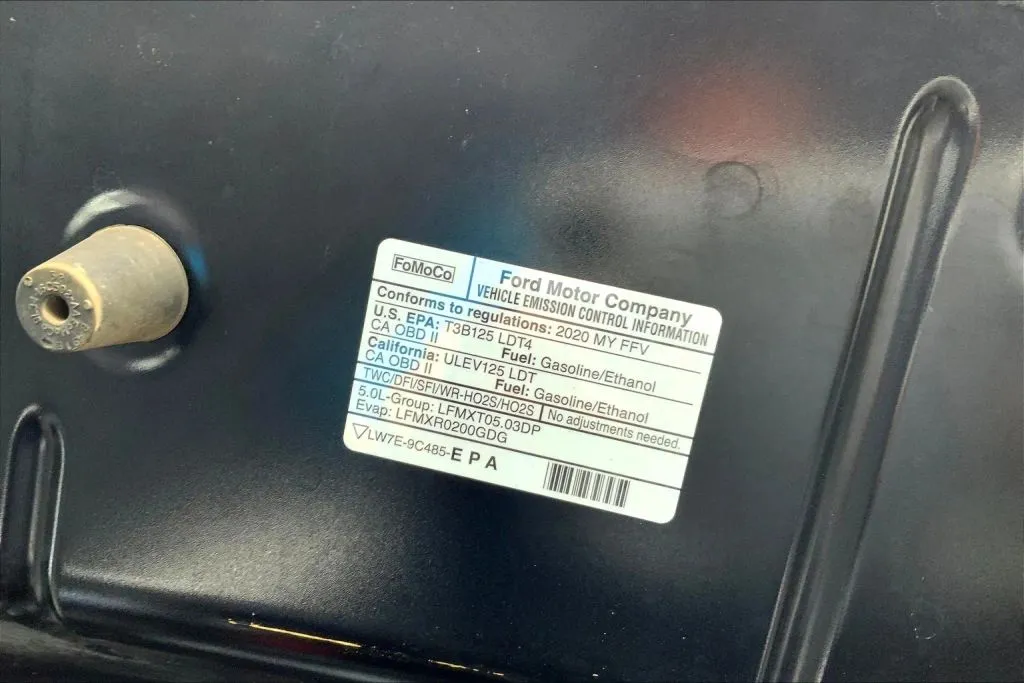 FoMoCo
Ford Motor Company
VEHICLE EMISSION CONTROL INFORMATION
Conforms to regulations: 2020 MY FFV
U.S. EPA: T3B125 LDT4
CA OBD II Fuel: Gasoline/Ethanol
California: ULEV125 LDT
CA OBD II Fuel: Gasoline/Ethanol
TWC/DFI/SFI/WR-HO2S/HO2S No adjustments needed.
5.0L-Group: LFMXT05.03DP
Evap: LFMXR0200GDG
LW7E-9C485-EPA